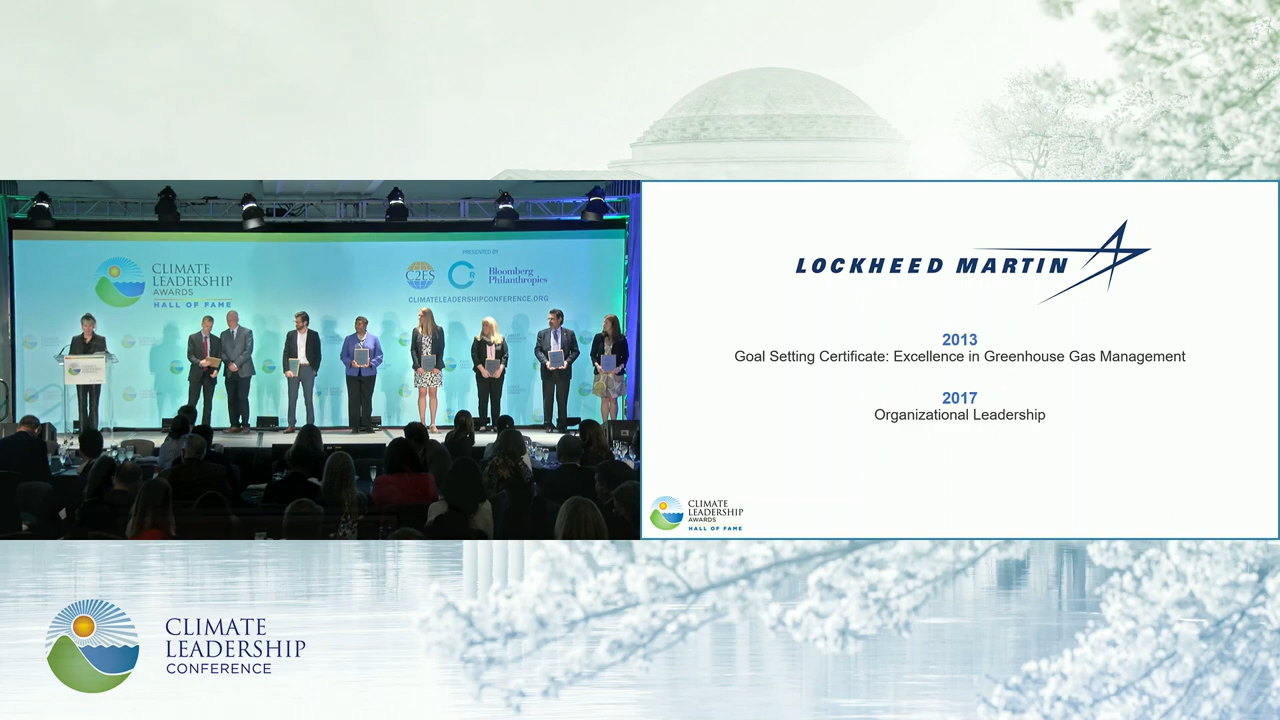 CLIMATE
LEADERSHIP
AWARDS
HALL OF FAME
PRESENTED BY
C2ES
CR
Bloomberg
Philanthropies
CLIMATELEADERSHIPCONFERENCE.ORG
LOCKHEED MARTIN
2013
Goal Setting Certificate: Excellence in Greenhouse Gas Management
2017
Organizational Leadership
CLIMATE
LEADERSHIP
AWARDS
HALL OF FAME
CLIMATE
LEADERSHIP
CONFERENCE